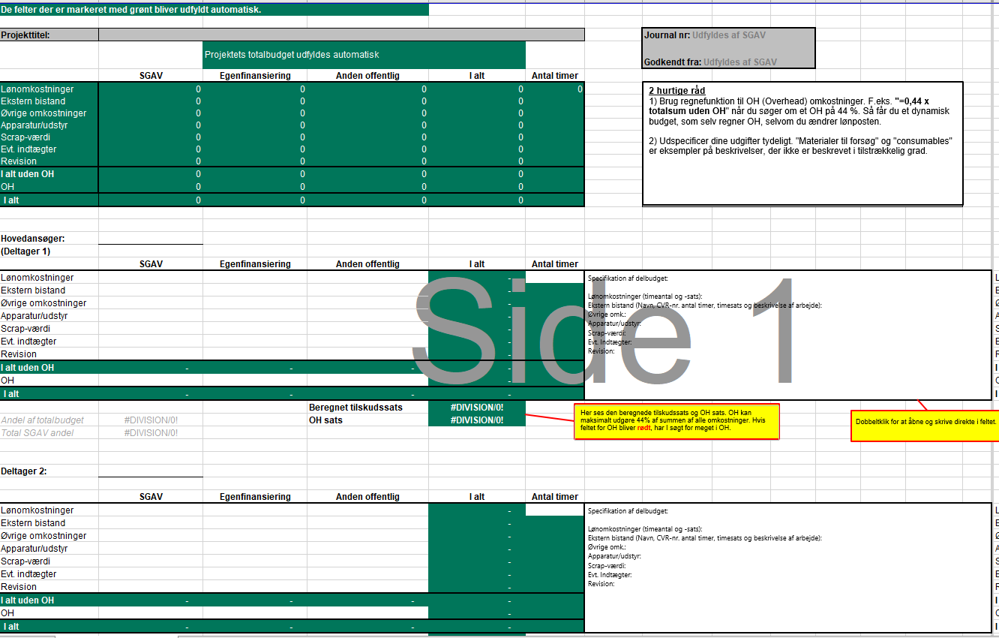 De felter der er markeret med grønt bliver udfyldt automatisk.
Projekttitel:
Journal nr: Udfyldes af SGAV
Godkendt fra: Udfyldes af SGAV
Projektets totalbudget udfyldes automatisk
SGAV Egenfinansiering Anden offentlig I alt Antal timer
Lønomkostninger 0 0 0 0 0
Ekstern bistand 0 0 0 0
Øvrige omkostninger 0 0 0 0
Apparatur/udstyr 0 0 0 0
Scrap-værdi 0 0 0 0
Evt. indtægter 0 0 0 0
Revision 0 0 0 0
I alt uden OH 0 0 0 0
OH 0 0 0 0
I alt 0 0 0 0
2 hurtige råd
1) Brug regnefunktion til OH (Overhead) omkostninger. F.eks. "=0,44 x
totalsum uden OH" når du søger om et OH på 44 %. Så får du et dynamisk
budget, som selv regner OH, selvom du ændrer lønposten.
2) Udspecificer dine udgifter tydeligt. "Materialer til forsøg" og "consumables"
er eksempler på beskrivelser, der ikke er beskrevet i tilstrækkelig grad.
Hovedansøger:
(Deltager 1)
SGAV Egenfinansiering Anden offentlig I alt Antal timer
Lønomkostninger -
Ekstern bistand -
Øvrige omkostninger -
Apparatur/udstyr -
Scrap-værdi -
Evt. indtægter -
Revision -
I alt uden OH - - - -
OH -
I alt - - - -
Side 1
Specifikation af delbudget:
Lønomkostninger (timeantal og -sats):
Ekstern bistand (Navn, CVR-nr. antal timer, timesats og beskrivelse af arbejde):
Øvrige omk.:
Apparatur/udstyr:
Scrap-værdi:
Evt. Indtægter:
Revision:
Beregnet tilskudssats #DIVISION/0!
Andel af totalbudget #DIVISION/0! OH sats #DIVISION/0!
Total SGAV andel #DIVISION/0!
Her ses den beregnede tilskudssats og OH sats. OH kan
maksimalt udgøre 44% af summen af alle omkostninger. Hvis
feltet for OH bliver rødt, har I søgt for meget i OH.
Dobbeltklik for at åbne og skrive direkte i feltet.
Deltager 2:
SGAV Egenfinansiering Anden offentlig I alt Antal timer
Lønomkostninger -
Ekstern bistand -
Øvrige omkostninger -
Apparatur/udstyr -
Scrap-værdi -
Evt. indtægter -
Revision -
I alt uden OH - - - -
OH -
I alt - - - -
Specifikation af delbudget:
Lønomkostninger (timeantal og -sats):
Ekstern bistand (Navn, CVR-nr. antal timer, timesats og beskrivelse af arbejde):
Øvrige omk.:
Apparatur/udstyr:
Scrap-værdi:
Evt. Indtægter:
Revision: